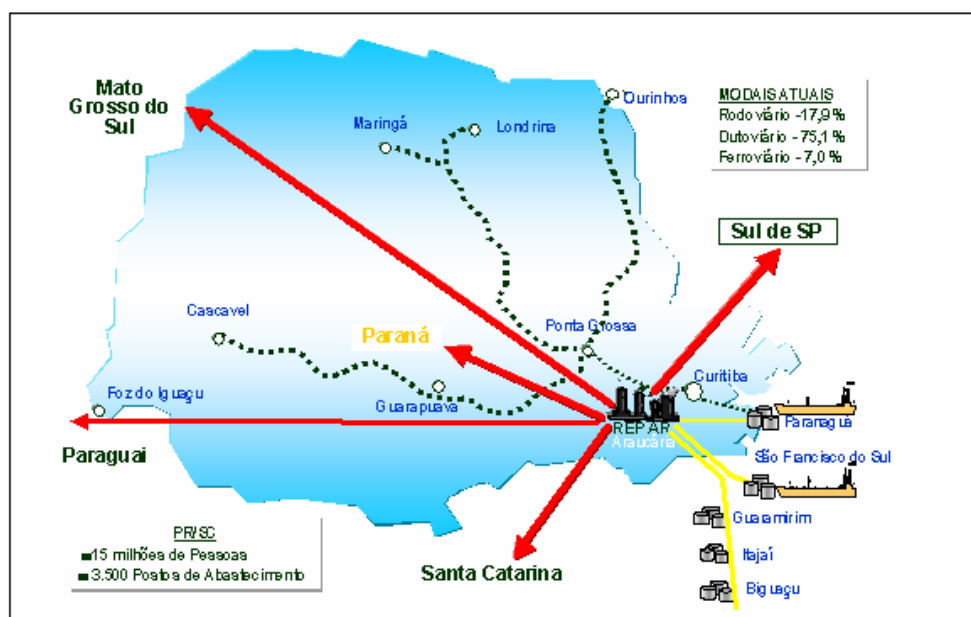 Mato
Grosso do
Sul
Maringá
Londrina
Ourinhos
MODAIS ATUAIS
Rodoviário -17,9%
Dutoviário - 75,1%
Ferroviário - 7,0%
Sul de SP
Cascavel
Paraná
Ponta Grossa
Curitiba
Foz do Iguaçu
Guarapuava
REPAR
Araucária
Paranaguá
Paraguai
São Francisco do Sul
Guaramirim
Itajaí
Biguaçu
PR/SC
15 milhões de Pessoas
3.500 Postos de Abastecimento
Santa Catarina